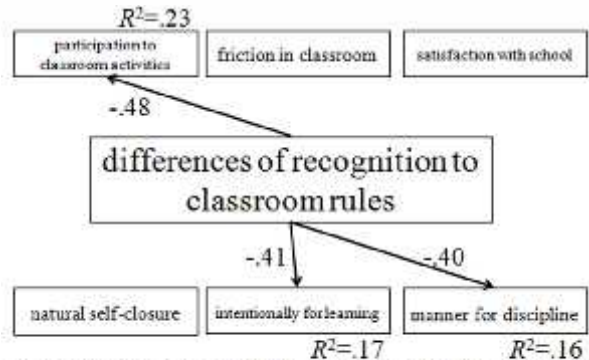 R²=.23
participation to
classroom activities
friction in classroom
satisfaction with school
-.48
differences of recognition to
classroom rules
-.41
-.40
natural self-closure
intentionally for learning
manner for discipline
R²=.17
R²=.16